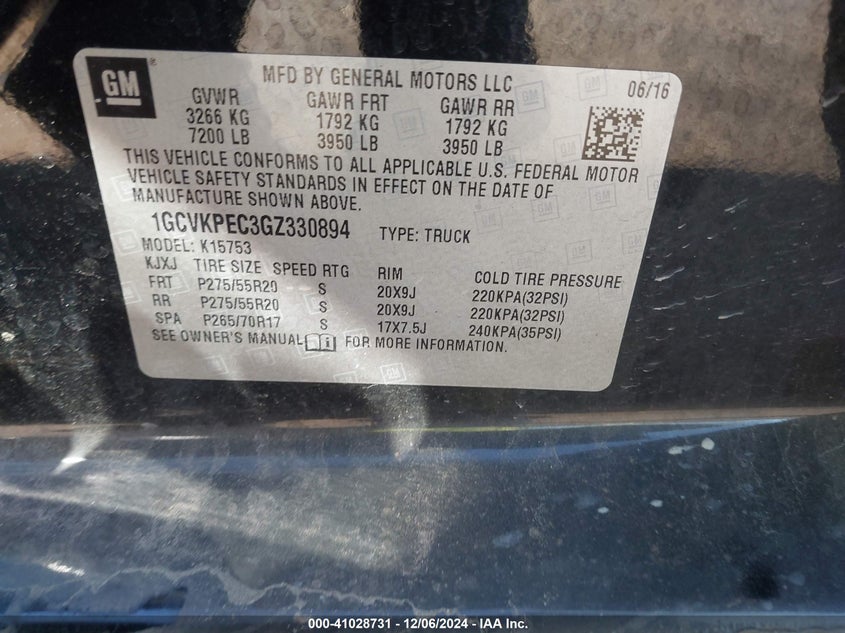 GM
MFD BY GENERAL MOTORS LLC 06/16
GVWR GAWR FRT GAWR RR
3266 KG 1792 KG 1792 KG
7200 LB 3950 LB 3950 LB
THIS VEHICLE CONFORMS TO ALL APPLICABLE U.S. FEDERAL MOTOR
VEHICLE SAFETY STANDARDS IN EFFECT ON THE DATE OF
MANUFACTURE SHOWN ABOVE.
1GCVKPEC3GZ330894 TYPE: TRUCK
MODEL: K15753
KJXJ TIRE SIZE SPEED RTG RIM COLD TIRE PRESSURE
FRT P275/55R20 S 20X9J 220KPA(32PSI)
RR P275/55R20 S 20X9J 220KPA(32PSI)
SPA P265/70R17 S 17X7.5J 240KPA(35PSI)
SEE OWNER'S MANUAL FOR MORE INFORMATION.
000-41028731 - 12/06/2024 - IAA Inc.